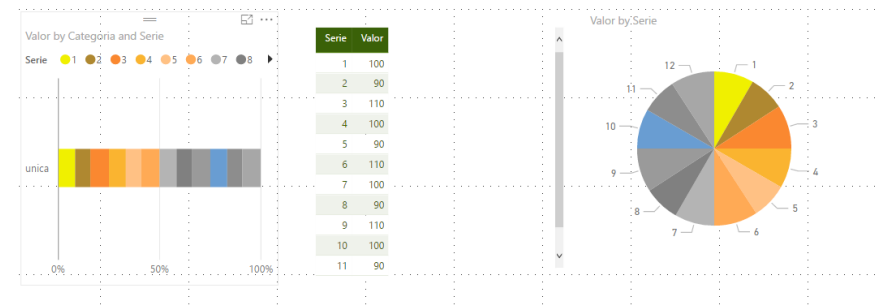 Valor by Categoria and Serie
Serie 1 2 3 4 5 6 7 8
unica
0% 50% 100%
Serie Valor
1 100
2 90
3 110
4 100
5 90
6 110
7 100
8 90
9 110
10 100
11 90
Valor by Serie
12 1
11 2
10 3
9 4
8 5
7 6